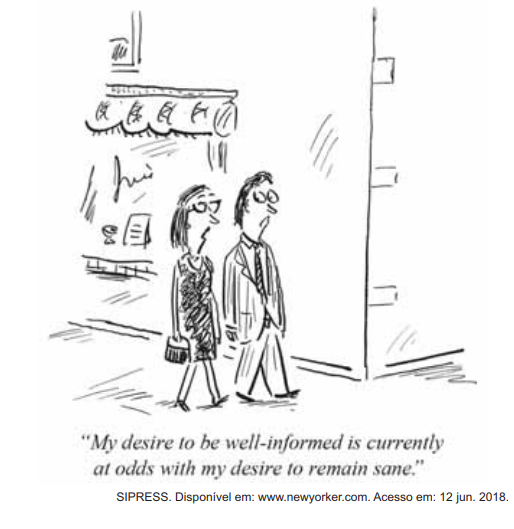 “My desire to be well-informed is currently
at odds with my desire to remain sane.”
SIPRESS. Disponível em: www.newyorker.com. Acesso em: 12 jun. 2018.